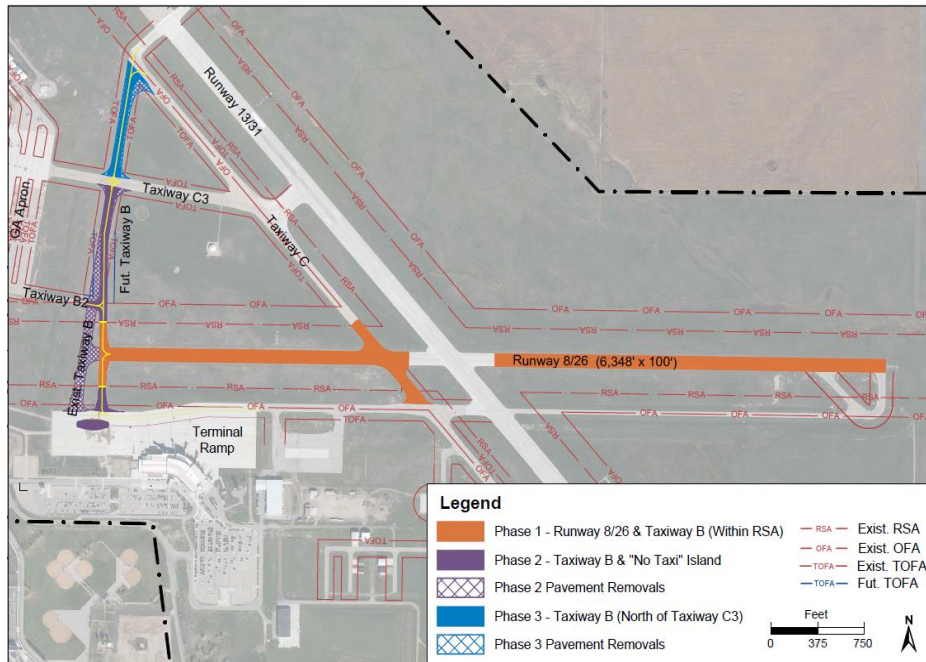 Runway 13/31
Taxiway C3
Taxiway C
GA Apron
Fut. Taxiway B
Taxiway B2
Exist. Taxiway B
Runway 8/26 (6,348' x 100')
Terminal
Ramp
RSA
OFA
TOFA
Legend
Phase 1 - Runway 8/26 & Taxiway B (Within RSA)
Phase 2 - Taxiway B & "No Taxi" Island
Phase 2 Pavement Removals
Phase 3 - Taxiway B (North of Taxiway C3)
Phase 3 Pavement Removals
RSA Exist. RSA
OFA Exist. OFA
TOFA Exist. TOFA
TOFA Fut. TOFA
Feet
0 375 750
N